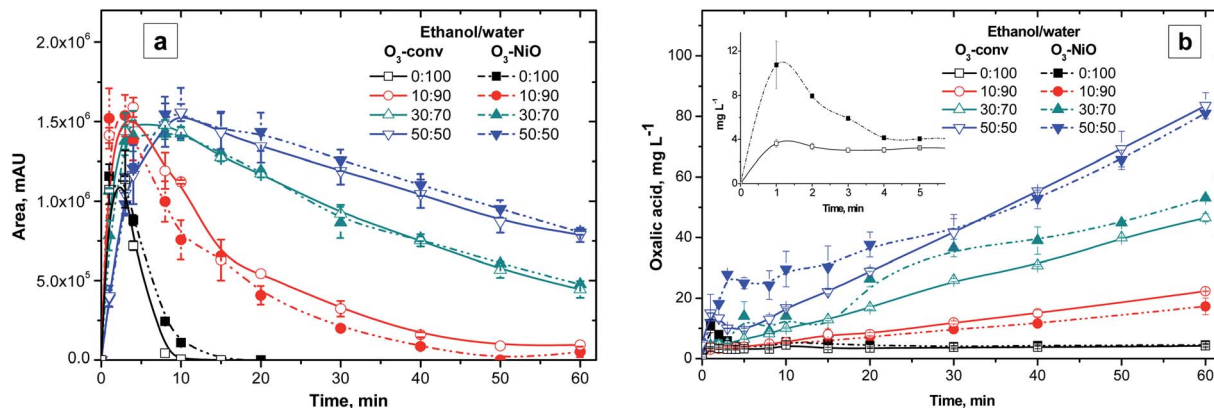 a
Ethanol/water
O₃-conv O₃-NiO
0:100 0:100
10:90 10:90
30:70 30:70
50:50 50:50
2.0x10⁶
1.5x10⁶
1.0x10⁶
5.0x10⁵
0.0
Area, mAU
0 10 20 30 40 50 60
Time, min
b
Ethanol/water
O₃-conv O₃-NiO
0:100 0:100
10:90 10:90
30:70 30:70
50:50 50:50
100
80
60
40
20
0
Oxalic acid, mg L⁻¹
0 10 20 30 40 50 60
Time, min
12
8
4
0
mg L⁻¹
0 1 2 3 4 5
Time, min